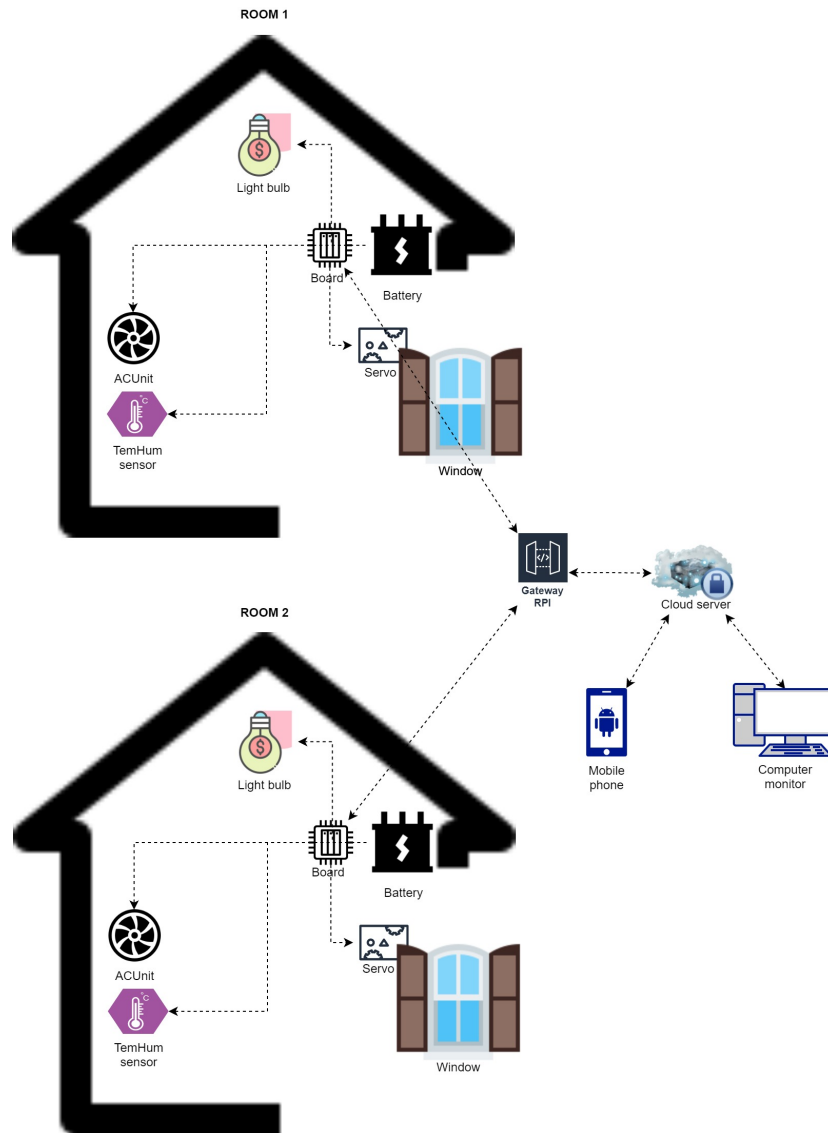 ROOM 1
Light bulb
Board
Battery
ACUnit
Servo
TemHum
sensor
Window
Gateway
RPI
Cloud server
Mobile
phone
Computer
monitor
ROOM 2
Light bulb
Board
Battery
ACUnit
Servo
TemHum
sensor
Window